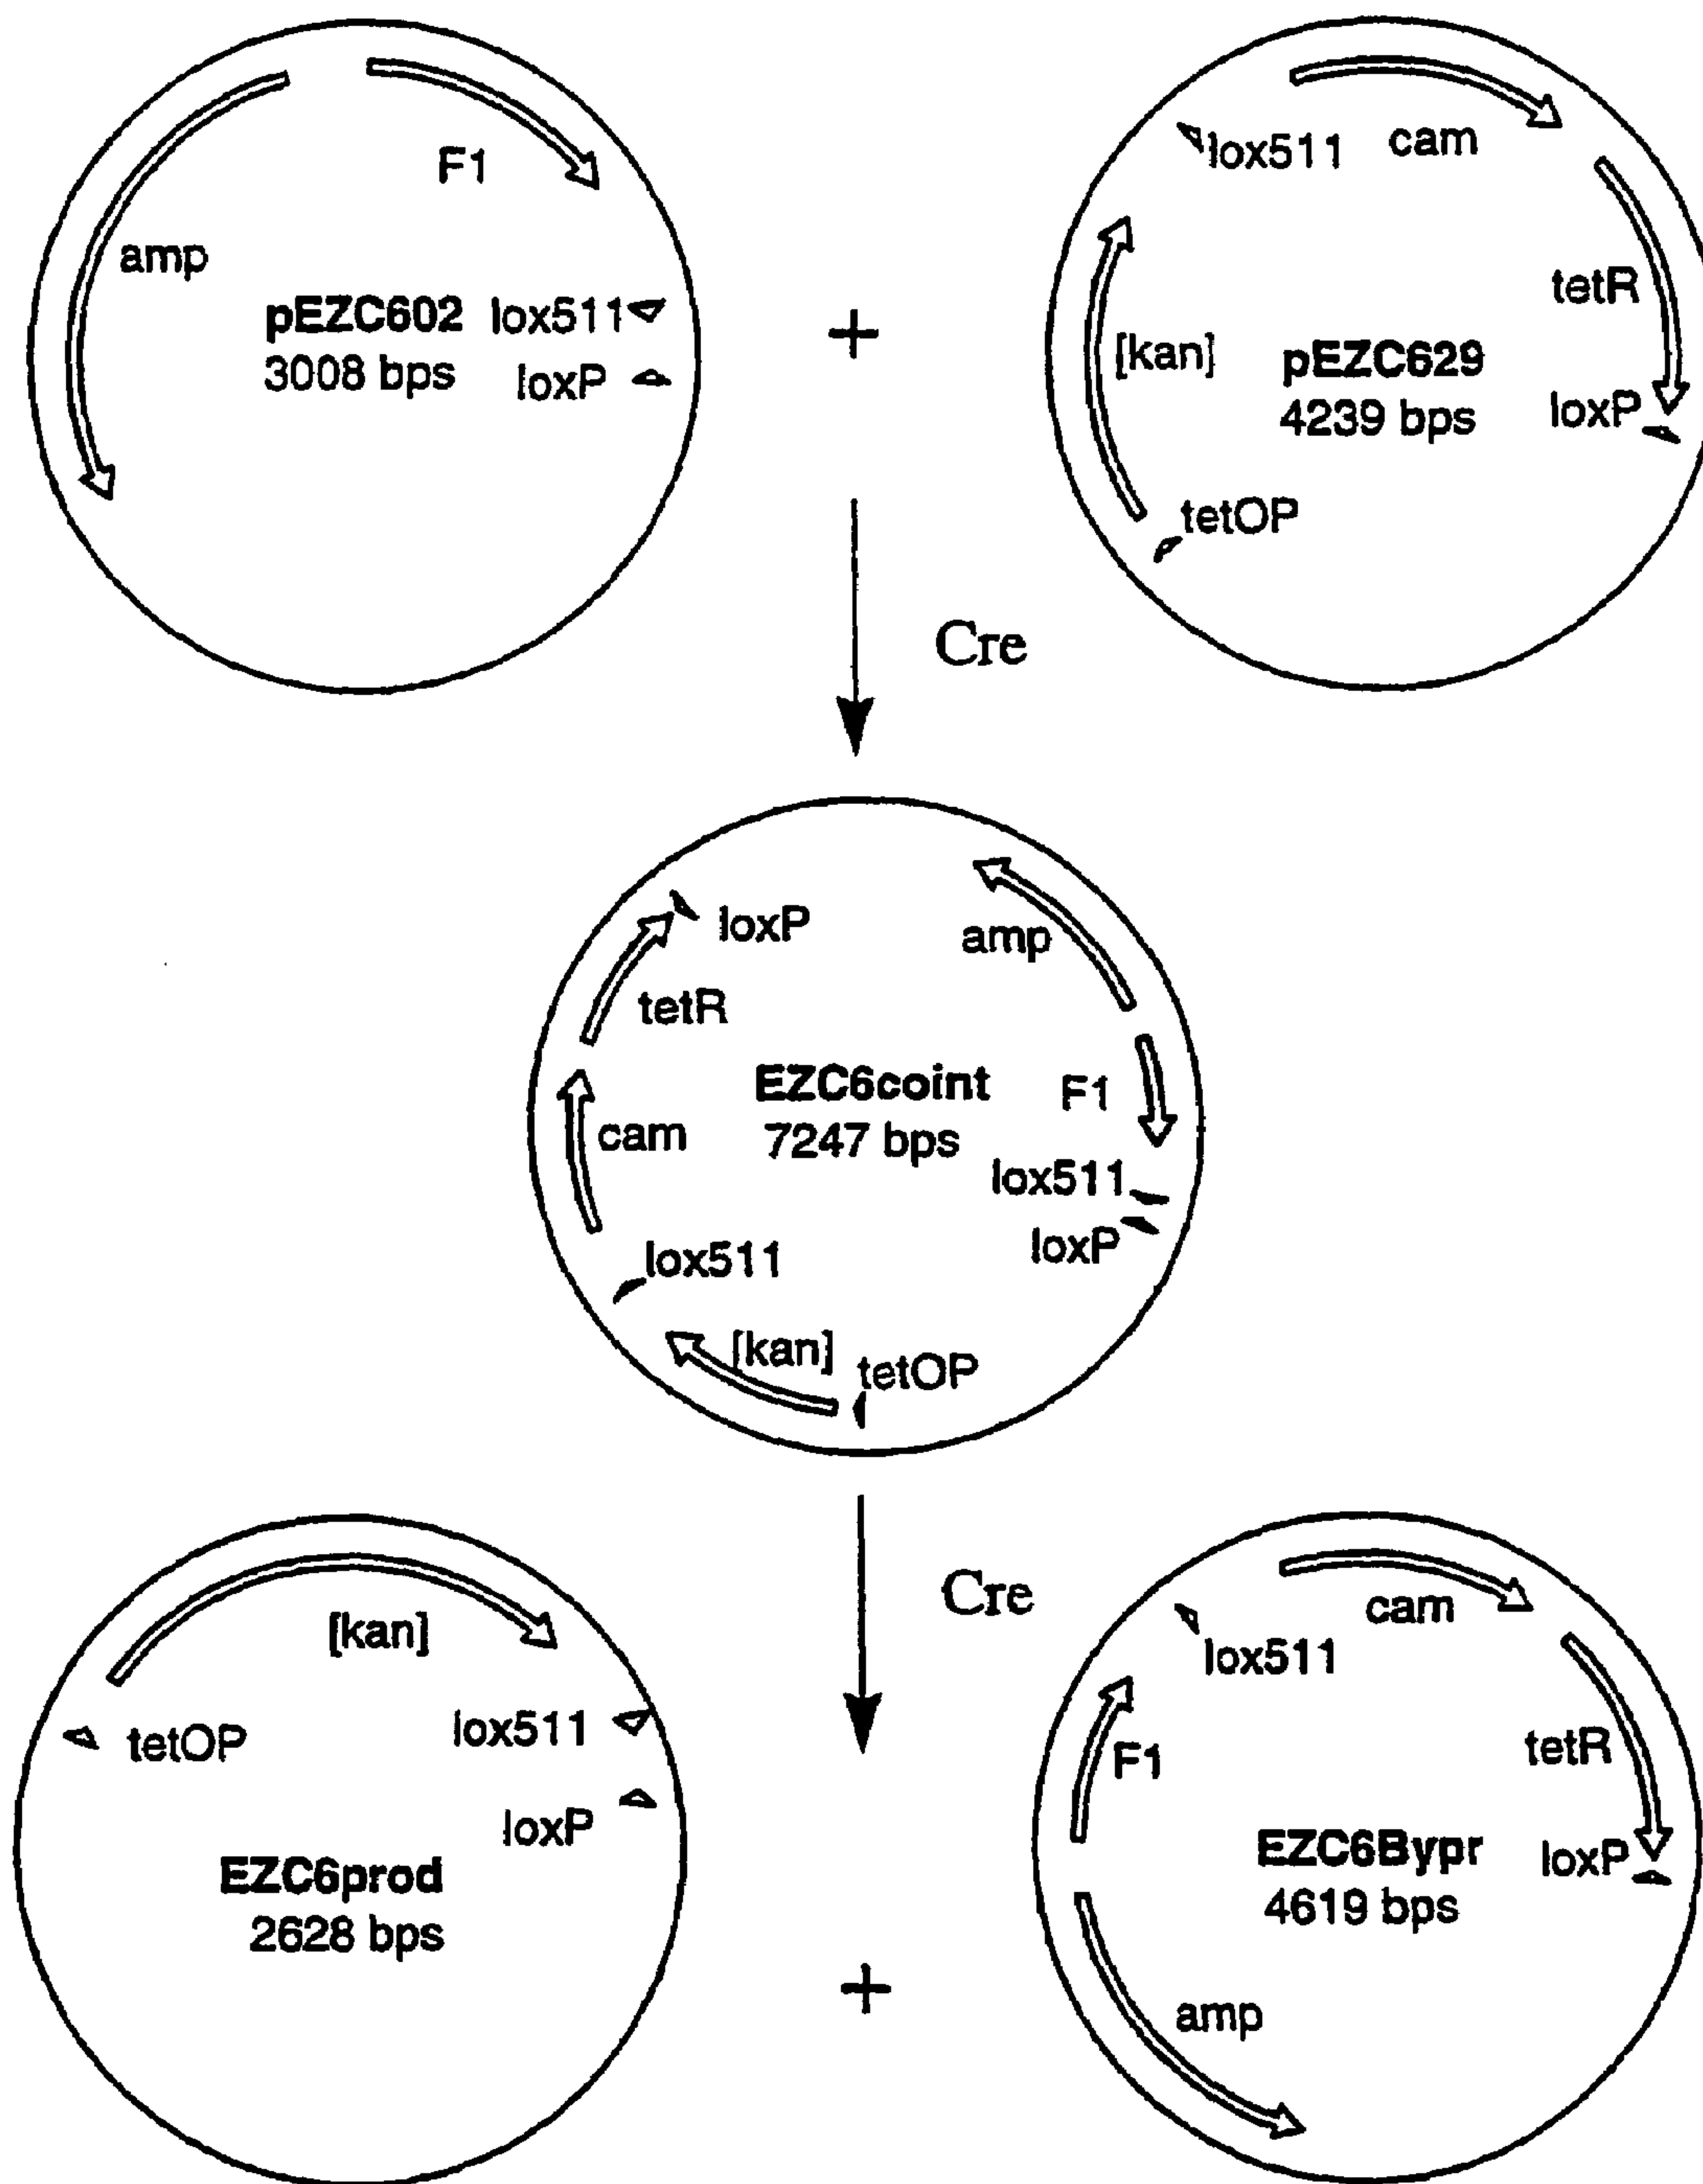 F1
amp
pEZC602
3008 bps
lox511
loxP
+
lox511
cam
tetR
[kan]
pEZC629
4239 bps
loxP
tetOP
Cre
loxP
amp
tetR
EZC6coint
7247 bps
F1
cam
lox511
loxP
lox511
[kan]
tetOP
Cre
[kan]
tetOP
lox511
loxP
EZC6prod
2628 bps
+
cam
lox511
F1
tetR
EZC6Bypr
4619 bps
loxP
amp